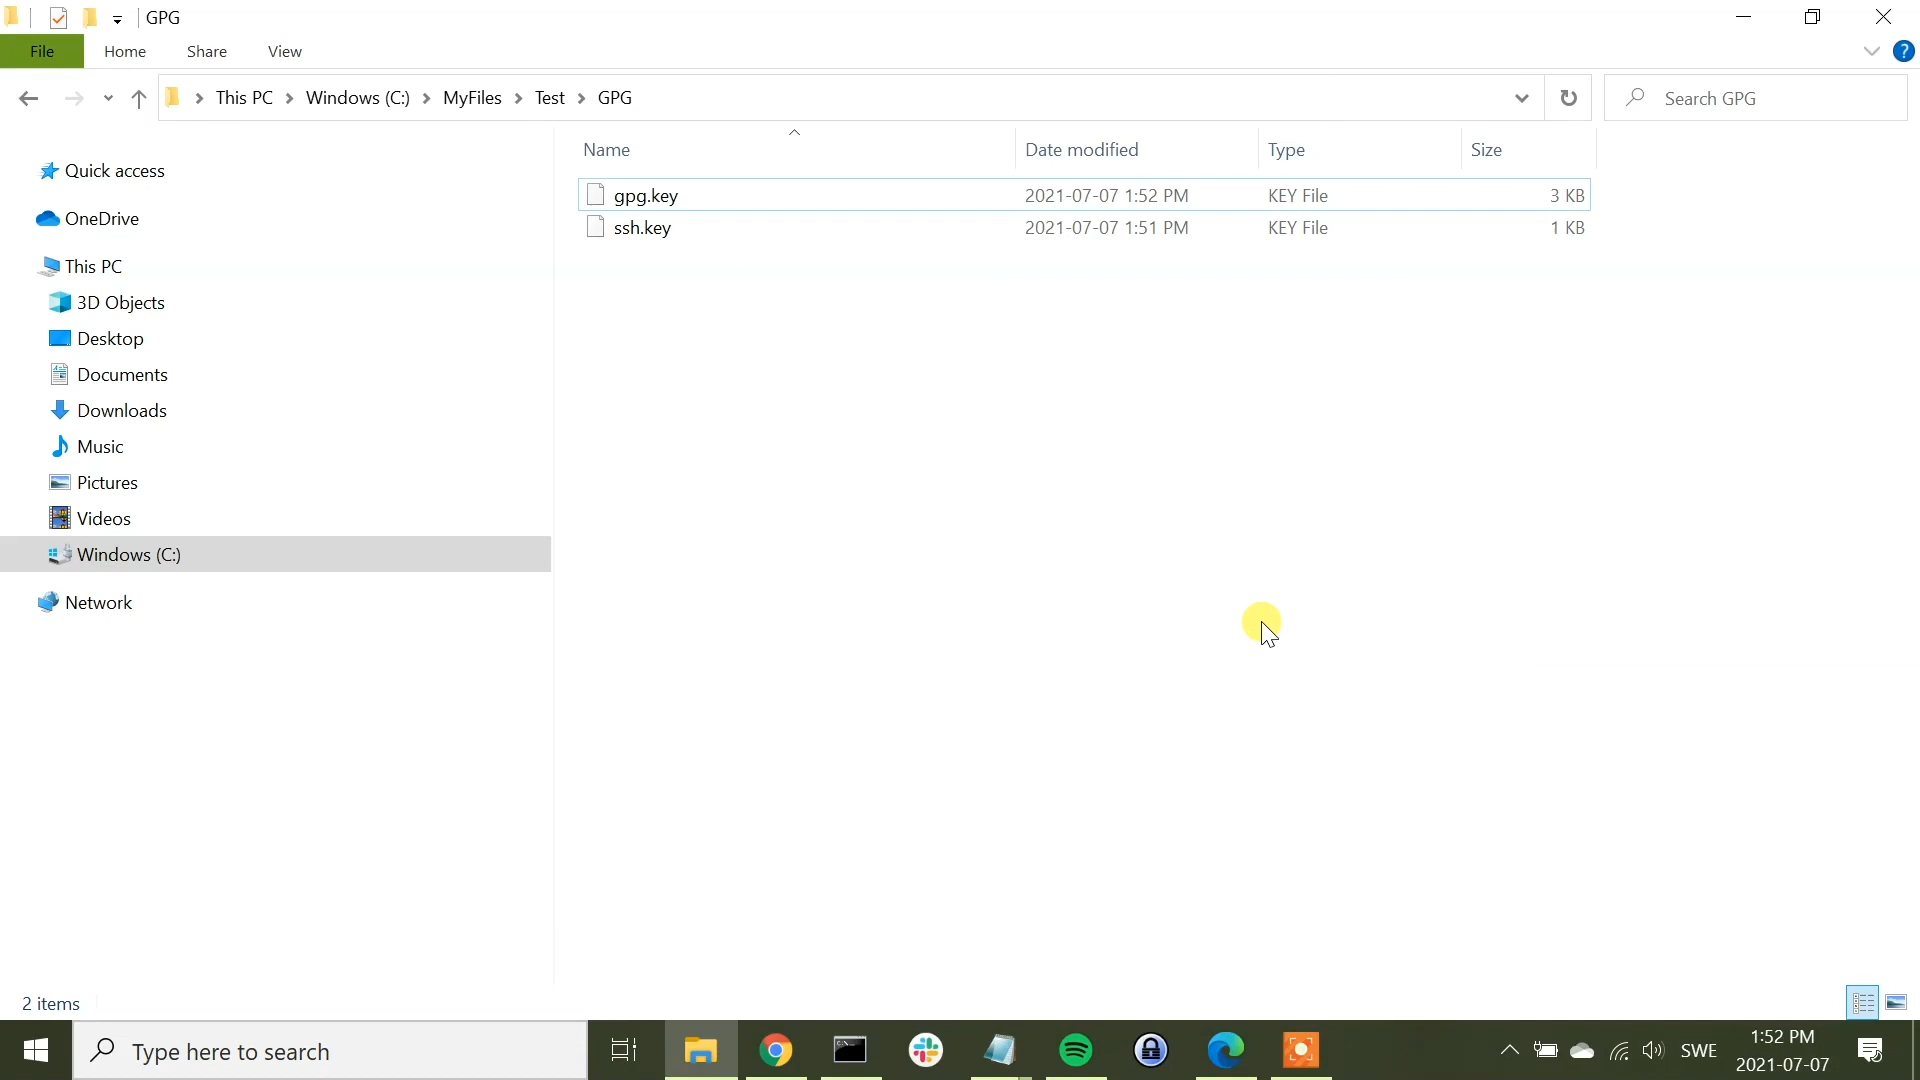 GPG
File Home Share View
This PC Windows (C:) MyFiles Test GPG
Search GPG
Name Date modified Type Size
gpg.key 2021-07-07 1:52 PM KEY File 3 KB
ssh.key 2021-07-07 1:51 PM KEY File 1 KB
Quick access
OneDrive
This PC
3D Objects
Desktop
Documents
Downloads
Music
Pictures
Videos
Windows (C:)
Network
2 items
Type here to search
SWE
1:52 PM
2021-07-07